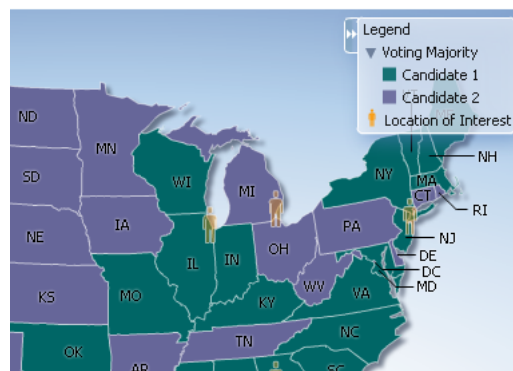 Legend
Voting Majority
Candidate 1
Candidate 2
Location of Interest
ND
MN
SD
WI
MI
NY
MA
NH
CT
RI
NE
IA
PA
NJ
IL
IN
OH
DE
DC
MD
KS
MO
WV
VA
KY
NC
OK
TN
AR
SC